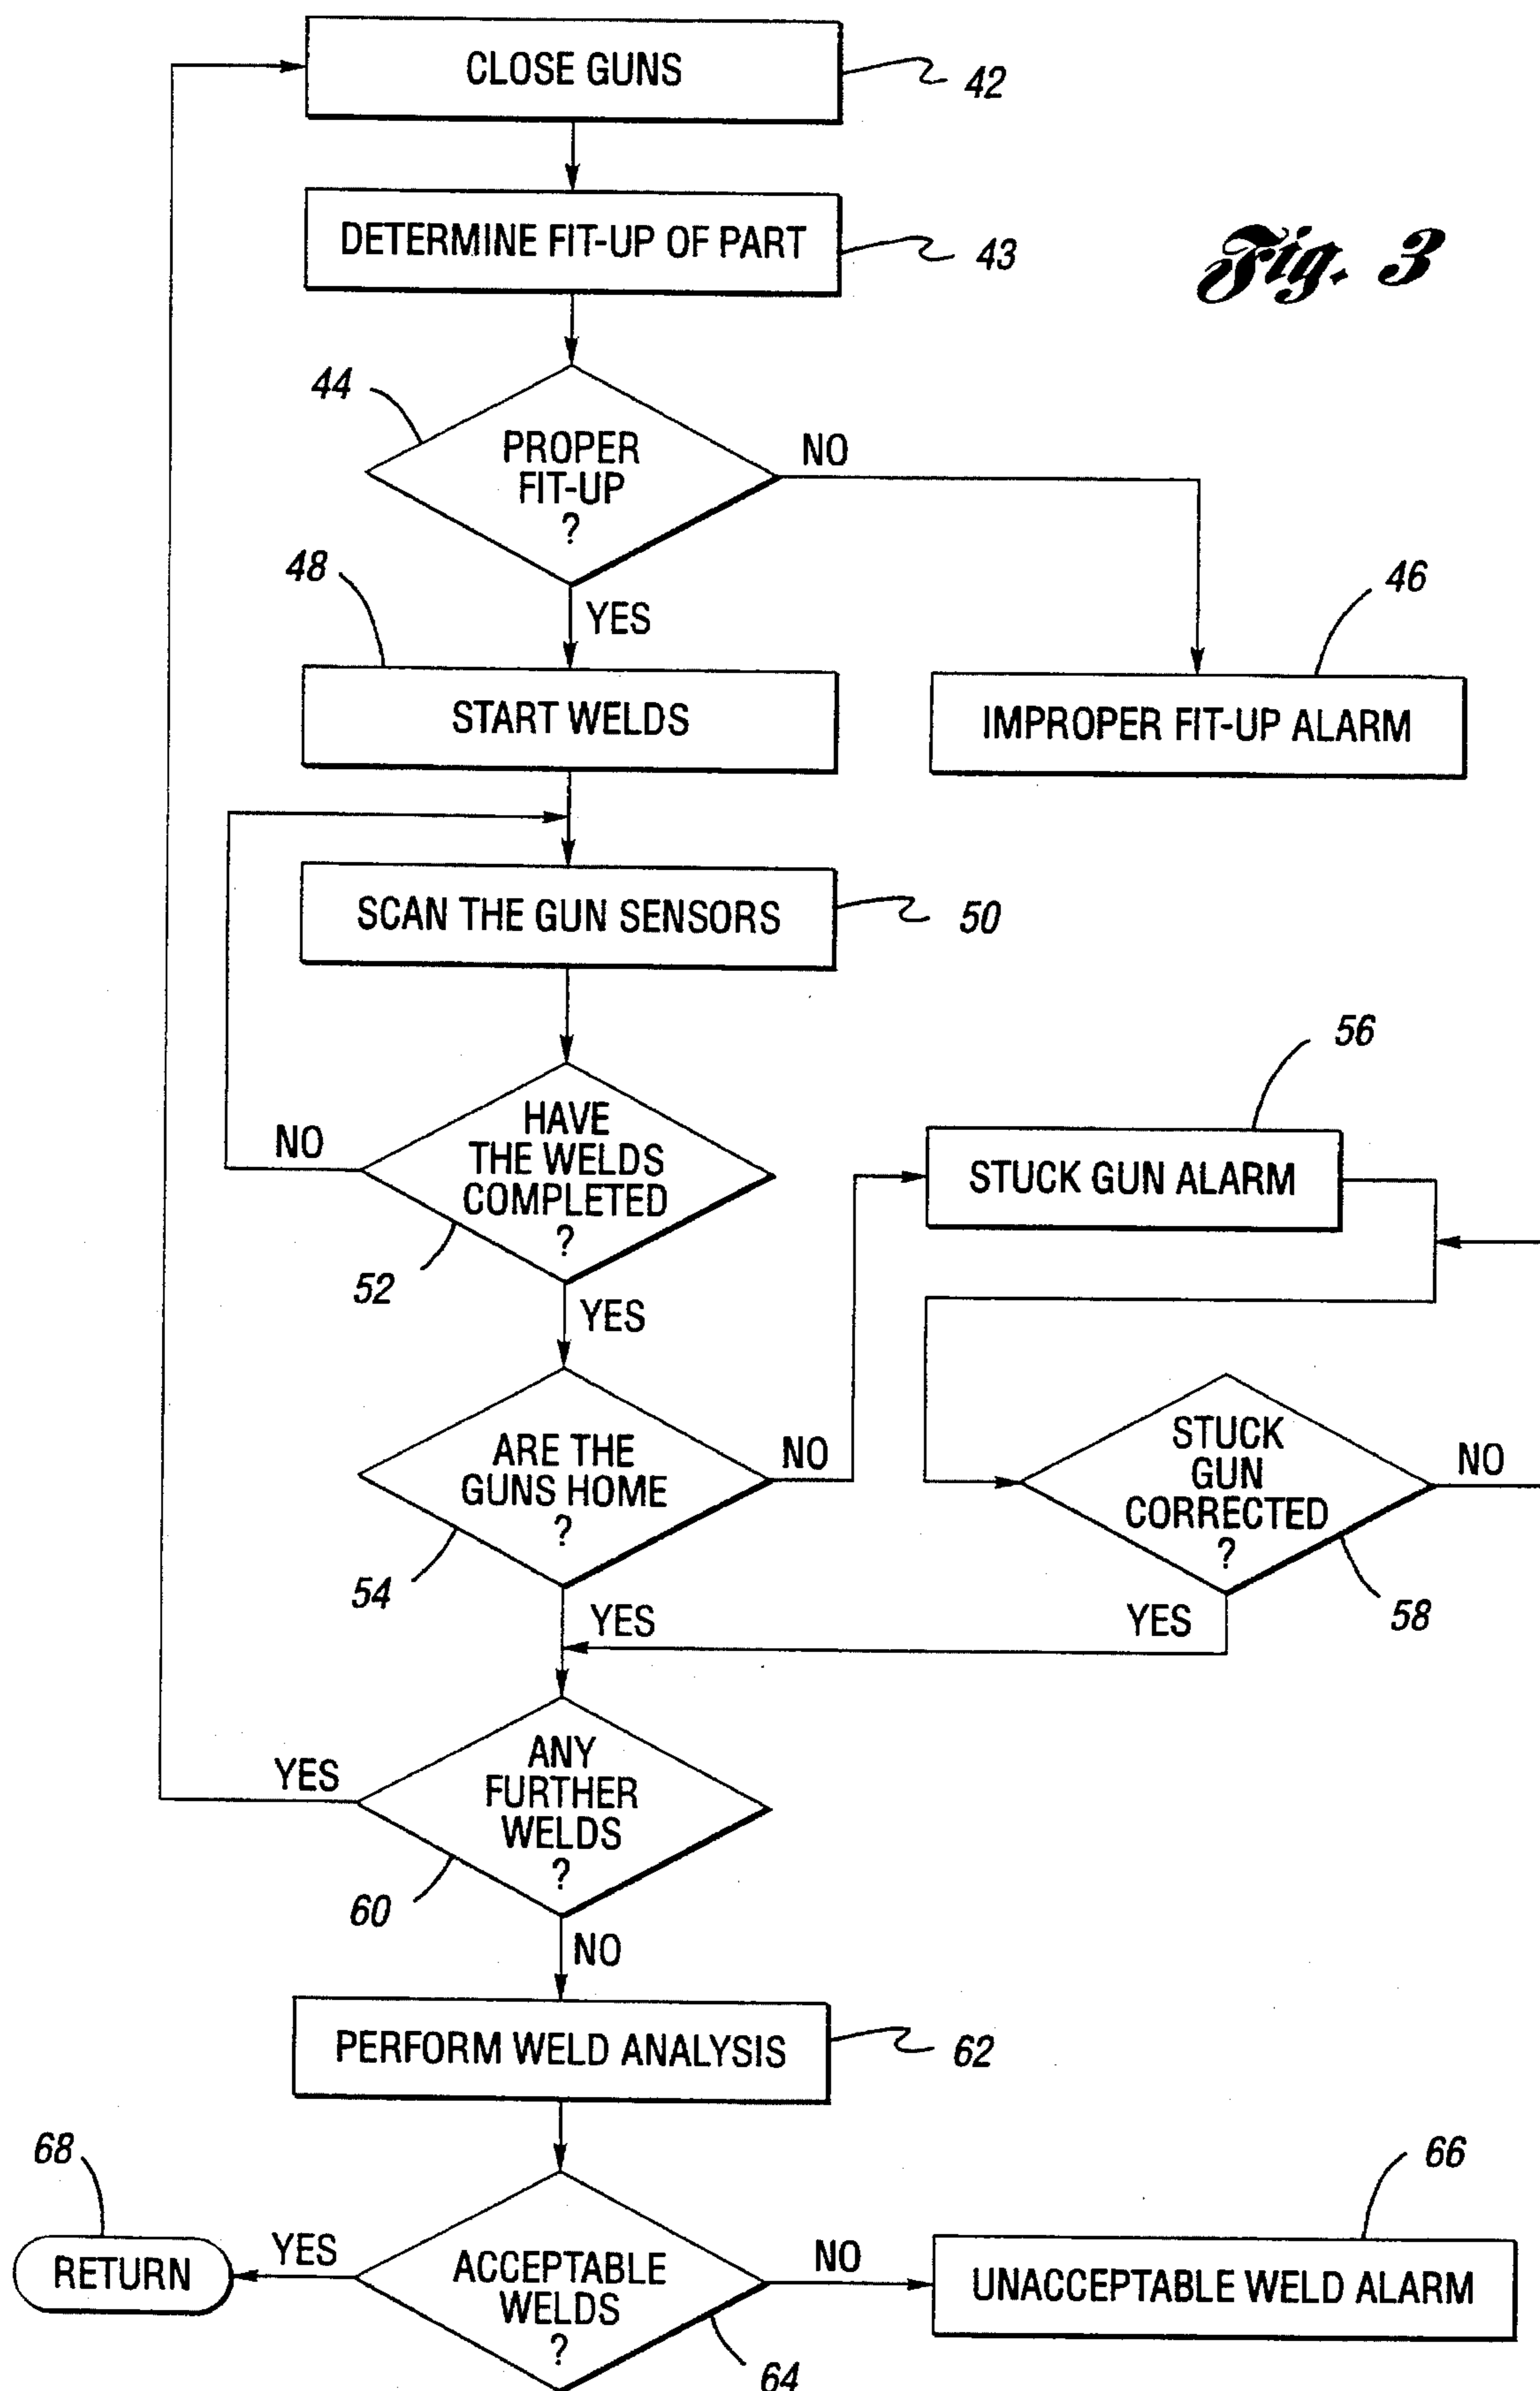 CLOSE GUNS
42
DETERMINE FIT-UP OF PART
43
Fig. 3
44
PROPER
FIT-UP
?
NO
YES
48
46
START WELDS
IMPROPER FIT-UP ALARM
SCAN THE GUN SENSORS
50
HAVE
THE WELDS
COMPLETED
?
NO
52
YES
56
STUCK GUN ALARM
ARE THE
GUNS HOME
?
NO
54
YES
STUCK
GUN
CORRECTED
?
NO
58
YES
ANY
FURTHER
WELDS
?
YES
60
NO
PERFORM WELD ANALYSIS
62
68
RETURN
YES
ACCEPTABLE
WELDS
?
NO
64
66
UNACCEPTABLE WELD ALARM